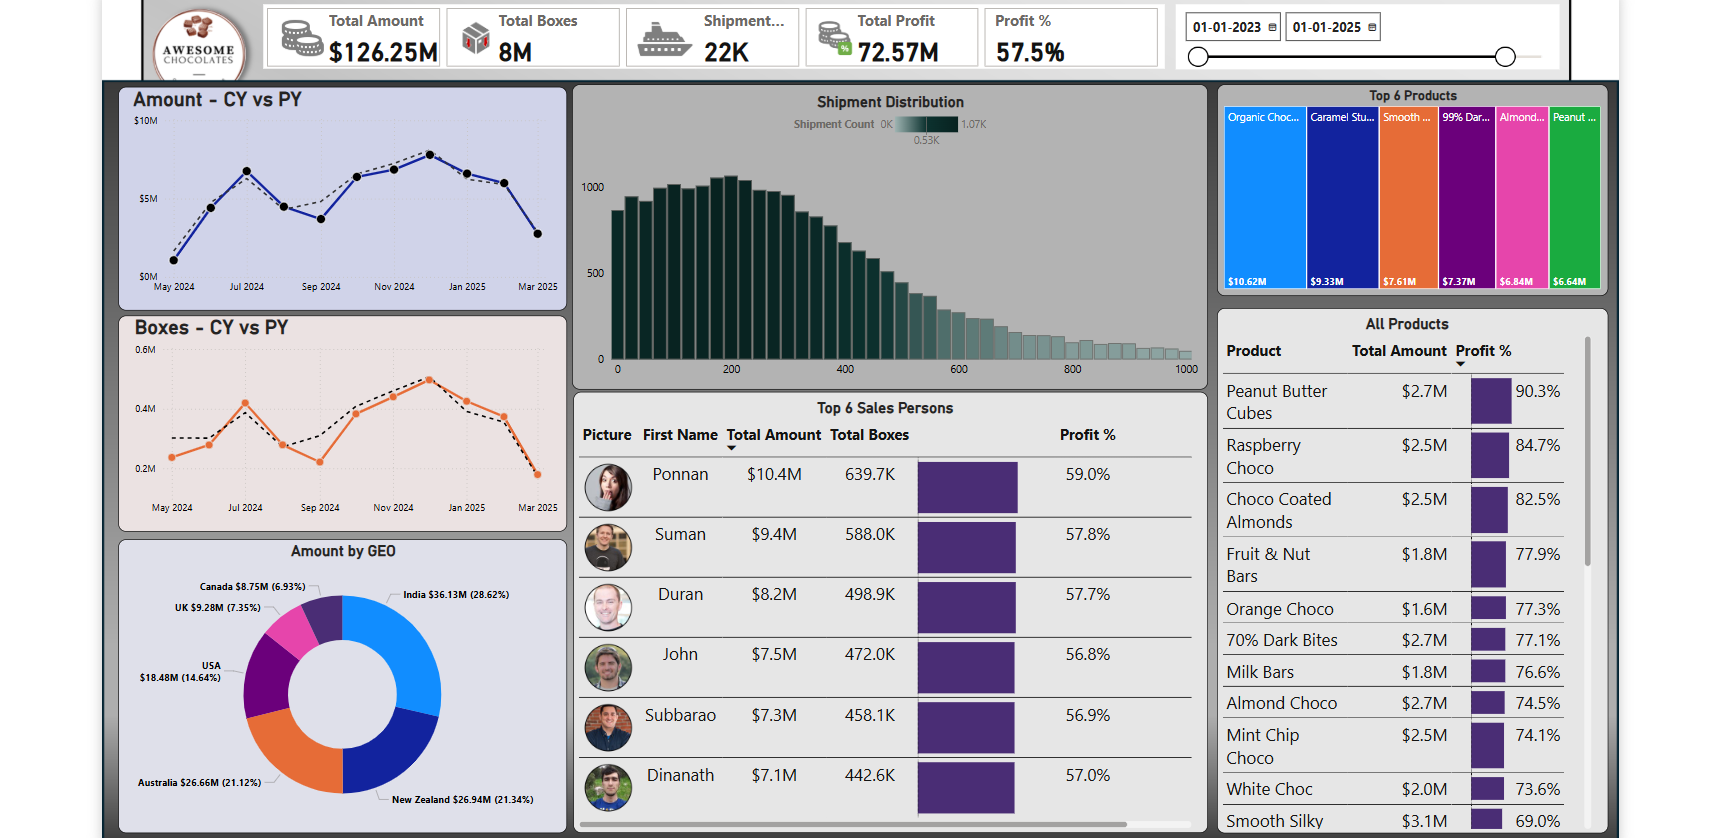 AWESOME
CHOCOLATES
Total Amount
$126.25M
Total Boxes
8M
Shipment...
22K
Total Profit
%
72.57M
Profit %
57.5%
01-01-2023
01-01-2025
Amount - CY vs PY
$10M
$5M
$0M
May 2024
Jul 2024
Sep 2024
Nov 2024
Jan 2025
Mar 2025
Boxes - CY vs PY
0.6M
0.4M
0.2M
May 2024
Jul 2024
Sep 2024
Nov 2024
Jan 2025
Mar 2025
Amount by GEO
Canada $8.75M (6.93%)
India $36.13M (28.62%)
UK $9.28M (7.35%)
USA
$18.48M (14.64%)
Australia $26.66M (21.12%)
New Zealand $26.94M (21.34%)
Shipment Distribution
Shipment Count 0K 1.07K
0.53K
1000
500
0
0
200
400
600
800
1000
Top 6 Sales Persons
Picture First Name Total Amount Total Boxes Profit %
Ponnan $10.4M 639.7K 59.0%
Suman $9.4M 588.0K 57.8%
Duran $8.2M 498.9K 57.7%
John $7.5M 472.0K 56.8%
Subbarao $7.3M 458.1K 56.9%
Dinanath $7.1M 442.6K 57.0%
Top 6 Products
Organic Choc... Caramel Stu... Smooth ... 99% Dar... Almond... Peanut ...
$10.62M $9.33M $7.61M $7.37M $6.84M $6.64M
All Products
Product Total Amount Profit %
Peanut Butter $2.7M 90.3%
Cubes
Raspberry $2.5M 84.7%
Choco
Choco Coated $2.5M 82.5%
Almonds
Fruit & Nut $1.8M 77.9%
Bars
Orange Choco $1.6M 77.3%
70% Dark Bites $2.7M 77.1%
Milk Bars $1.8M 76.6%
Almond Choco $2.7M 74.5%
Mint Chip $2.5M 74.1%
Choco
White Choc $2.0M 73.6%
Smooth Silky $3.1M 69.0%